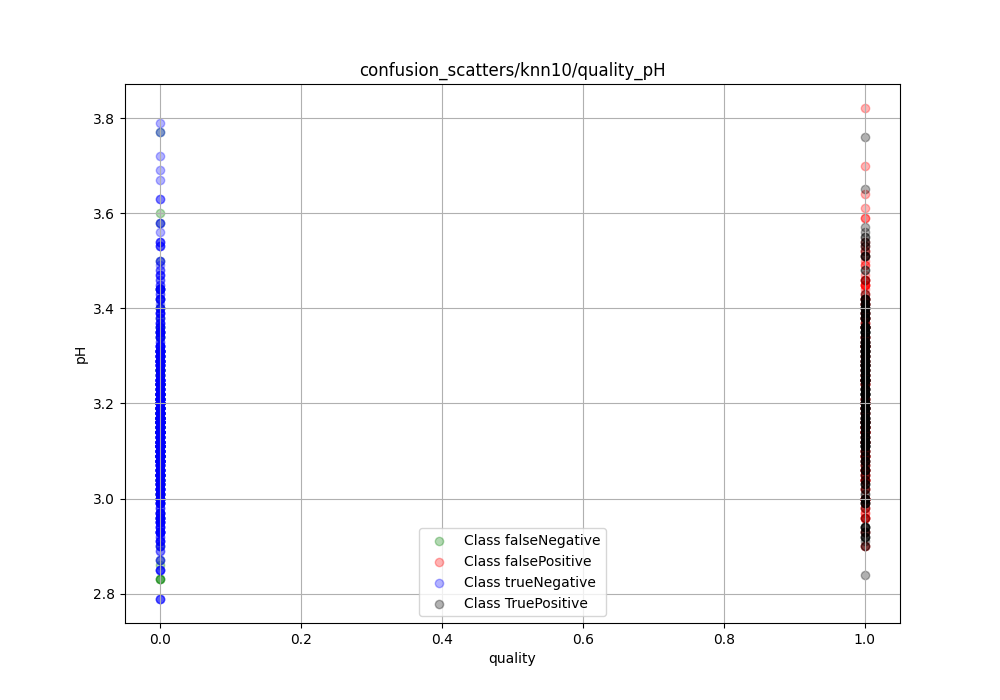 confusion_scatters/knn10/quality_pH
3.8
3.6
3.4
3.2
3.0
2.8
pH
0.0 0.2 0.4 0.6 0.8 1.0
quality
Class falseNegative
Class falsePositive
Class trueNegative
Class TruePositive